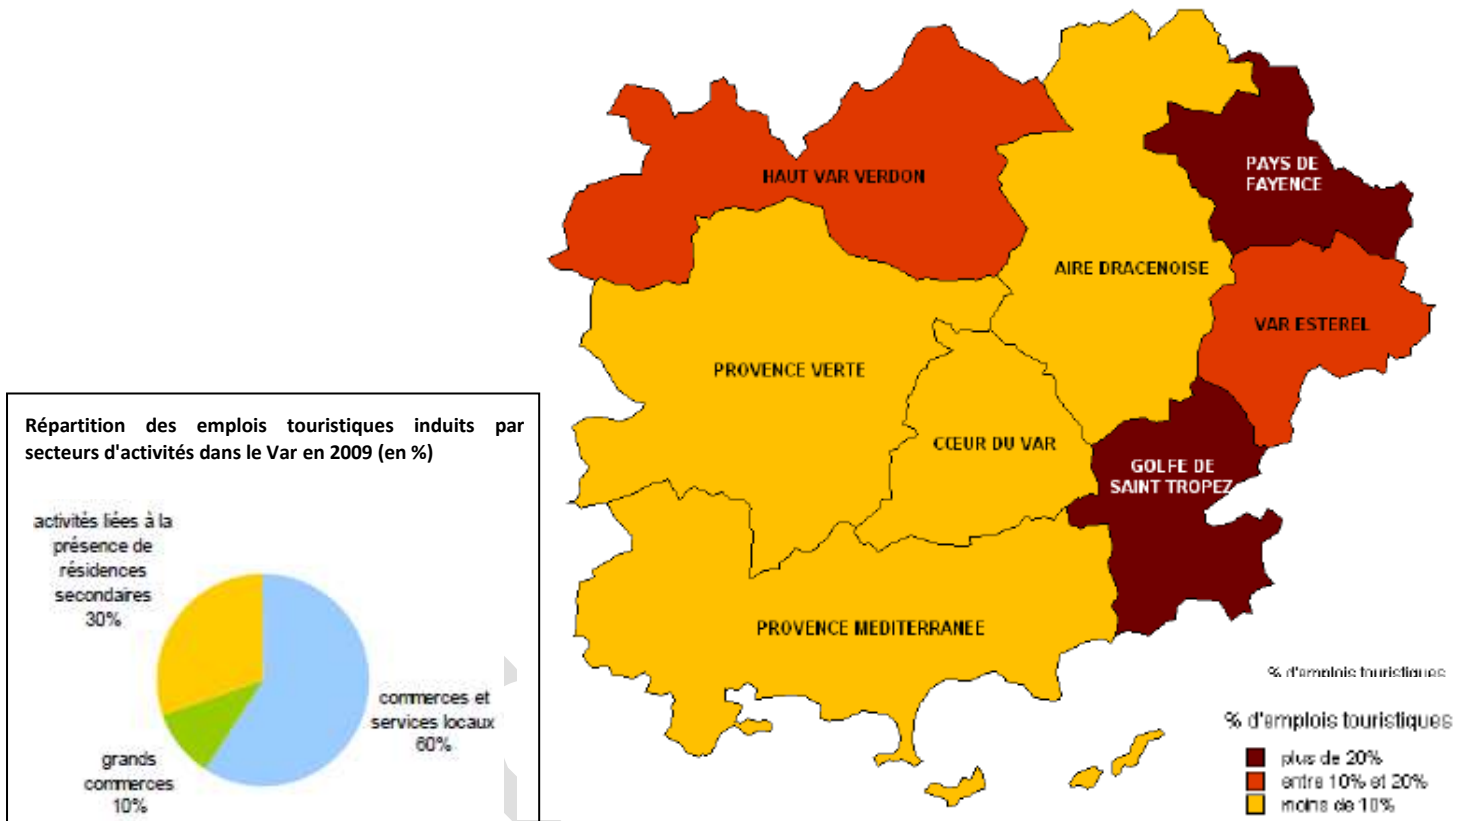 HAUT VAR VERDON
PAYS DE
FAYENCE
AIRE DRACENOISE
VAR ESTEREL
PROVENCE VERTE
CŒUR DU VAR
GOLFE DE
SAINT TROPEZ
PROVENCE MEDITERRANEE
% d'emplois touristiques
% d'emplois touristiques
plus de 20%
entre 10% et 20%
moins de 10%
Répartition des emplois touristiques induits par
secteurs d'activités dans le Var en 2009 (en %)
activités liées à la
présence de
résidences
secondaires
30%
commerces et
services locaux
60%
grands
commerces
10%